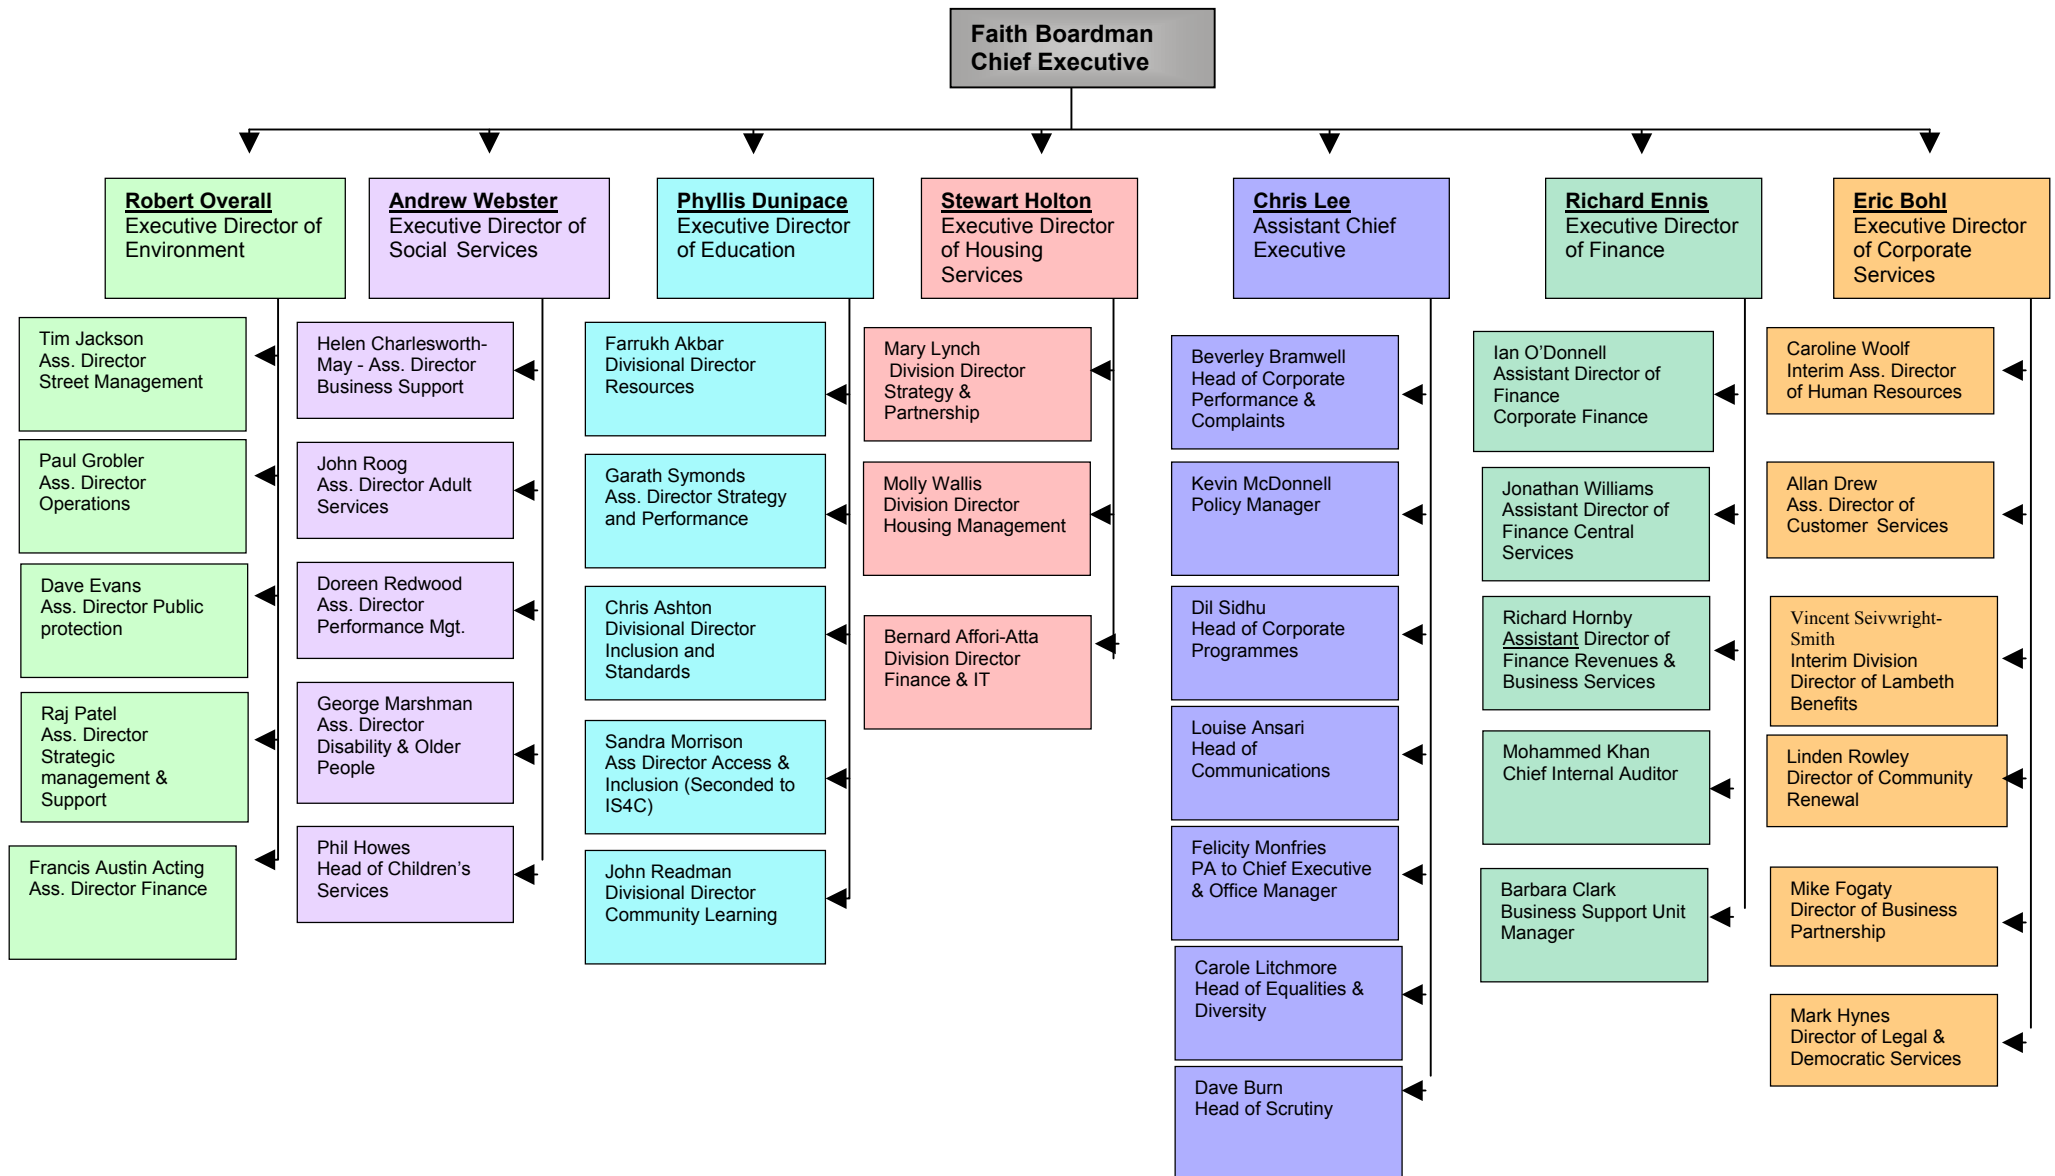 Faith Boardman
Chief Executive
Robert Overall
Executive Director of
Environment
Andrew Webster
Executive Director of
Social Services
Phyllis Dunipace
Executive Director
of Education
Stewart Holton
Executive Director
of Housing
Services
Chris Lee
Assistant Chief
Executive
Richard Ennis
Executive Director
of Finance
Eric Bohl
Executive Director
of Corporate
Services
Tim Jackson
Ass. Director
Street Management
Paul Grobler
Ass. Director
Operations
Dave Evans
Ass. Director Public
protection
Raj Patel
Ass. Director
Strategic
management &
Support
Francis Austin Acting
Ass. Director Finance
Helen Charlesworth-
May - Ass. Director
Business Support
John Roog
Ass. Director Adult
Services
Doreen Redwood
Ass. Director
Performance Mgt.
George Marshman
Ass. Director
Disability & Older
People
Phil Howes
Head of Children’s
Services
Farrukh Akbar
Divisional Director
Resources
Garath Symonds
Ass. Director Strategy
and Performance
Chris Ashton
Divisional Director
Inclusion and
Standards
Sandra Morrison
Ass Director Access &
Inclusion (Seconded to
IS4C)
John Readman
Divisional Director
Community Learning
Mary Lynch
Division Director
Strategy &
Partnership
Molly Wallis
Division Director
Housing Management
Bernard Affori-Atta
Division Director
Finance & IT
Beverley Bramwell
Head of Corporate
Performance &
Complaints
Kevin McDonnell
Policy Manager
Dil Sidhu
Head of Corporate
Programmes
Louise Ansari
Head of
Communications
Felicity Monfries
PA to Chief Executive
& Office Manager
Carole Litchmore
Head of Equalities &
Diversity
Dave Burn
Head of Scrutiny
Ian O’Donnell
Assistant Director of
Finance
Corporate Finance
Jonathan Williams
Assistant Director of
Finance Central
Services
Richard Hornby
Assistant Director of
Finance Revenues &
Business Services
Mohammed Khan
Chief Internal Auditor
Barbara Clark
Business Support Unit
Manager
Caroline Woolf
Interim Ass. Director
of Human Resources
Allan Drew
Ass. Director of
Customer Services
Vincent Seivwright-
Smith
Interim Division
Director of Lambeth
Benefits
Linden Rowley
Director of Community
Renewal
Mike Fogaty
Director of Business
Partnership
Mark Hynes
Director of Legal &
Democratic Services